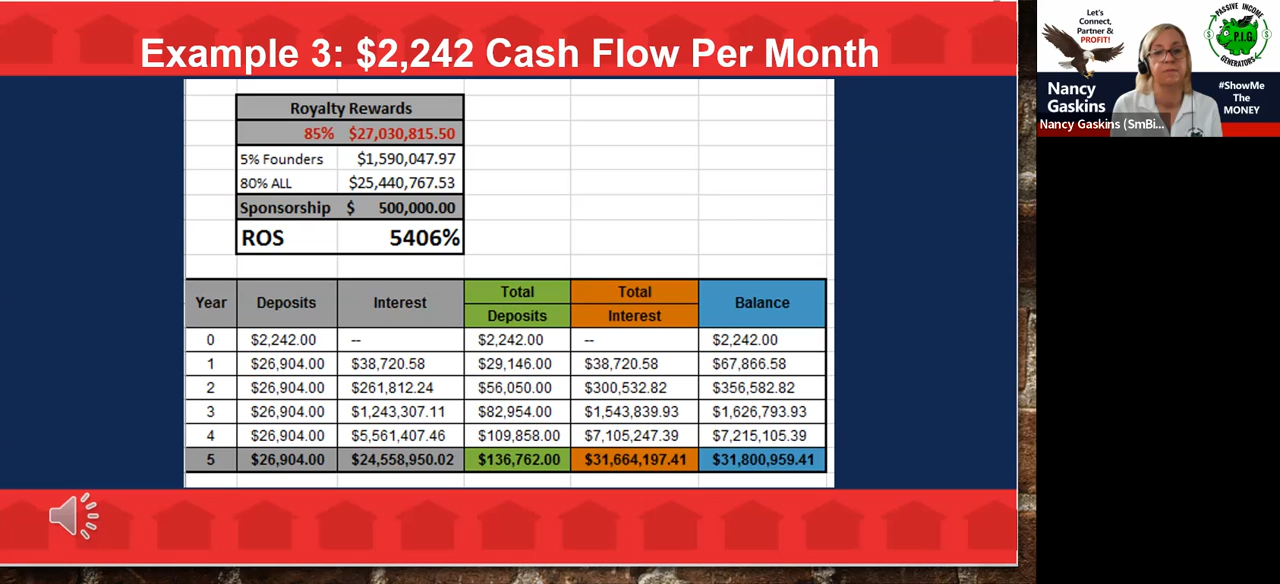 Example 3: $2,242 Cash Flow Per Month
Royalty Rewards
85% $27,030,815.50
5% Founders $1,590,047.97
80% ALL $25,440,767.53
Sponsorship $ 500,000.00
ROS 5406%
Year Deposits Interest Total Deposits Total Interest Balance
0 $2,242.00 -- $2,242.00 -- $2,242.00
1 $26,904.00 $38,720.58 $29,146.00 $38,720.58 $67,866.58
2 $26,904.00 $261,812.24 $56,050.00 $300,532.82 $356,582.82
3 $26,904.00 $1,243,307.11 $82,954.00 $1,543,839.93 $1,626,793.93
4 $26,904.00 $5,561,407.46 $109,858.00 $7,105,247.39 $7,215,105.39
5 $26,904.00 $24,558,950.02 $136,762.00 $31,664,197.41 $31,800,959.41
Let's
Connect,
Partner &
PROFIT!
Nancy
Gaskins
Nancy Gaskins (SmBi...
PASSIVE INCOME
$ P.I.G. $
GENERATORS
#ShowMe
The
MONEY